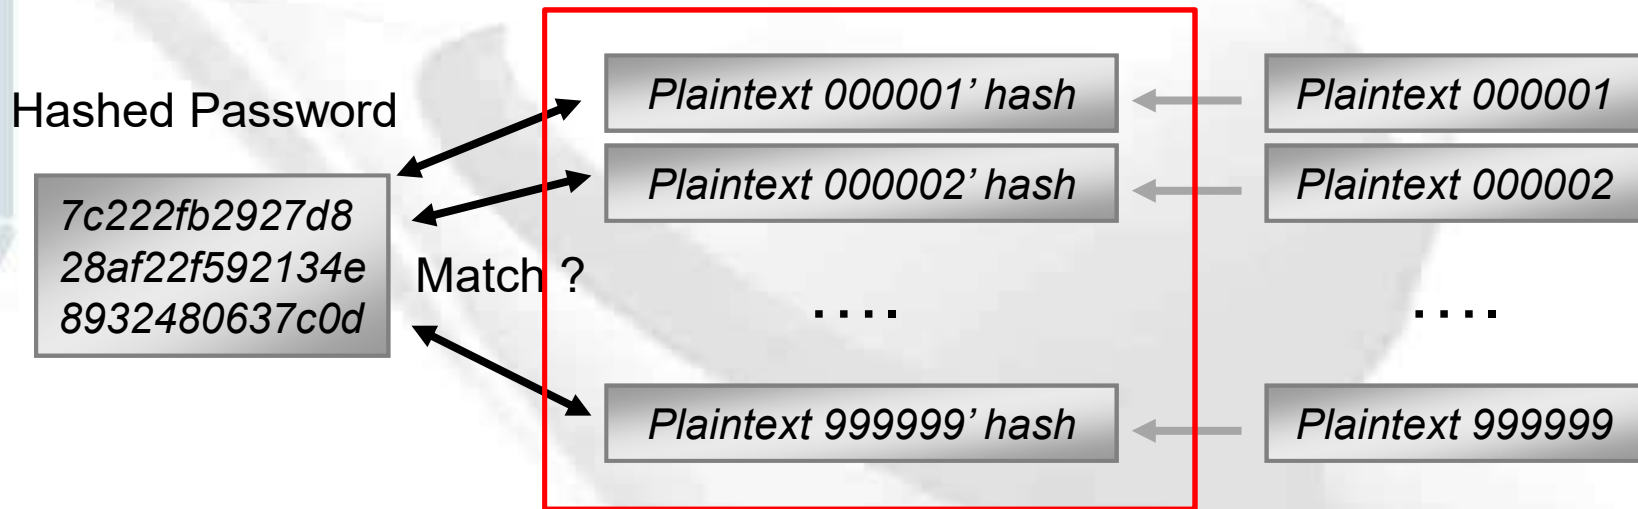 Hashed Password
7c222fb2927d8
28af22f592134e
8932480637c0d
Match ?
Plaintext 000001’ hash
Plaintext 000001
Plaintext 000002’ hash
Plaintext 000002
....
....
Plaintext 999999’ hash
Plaintext 999999